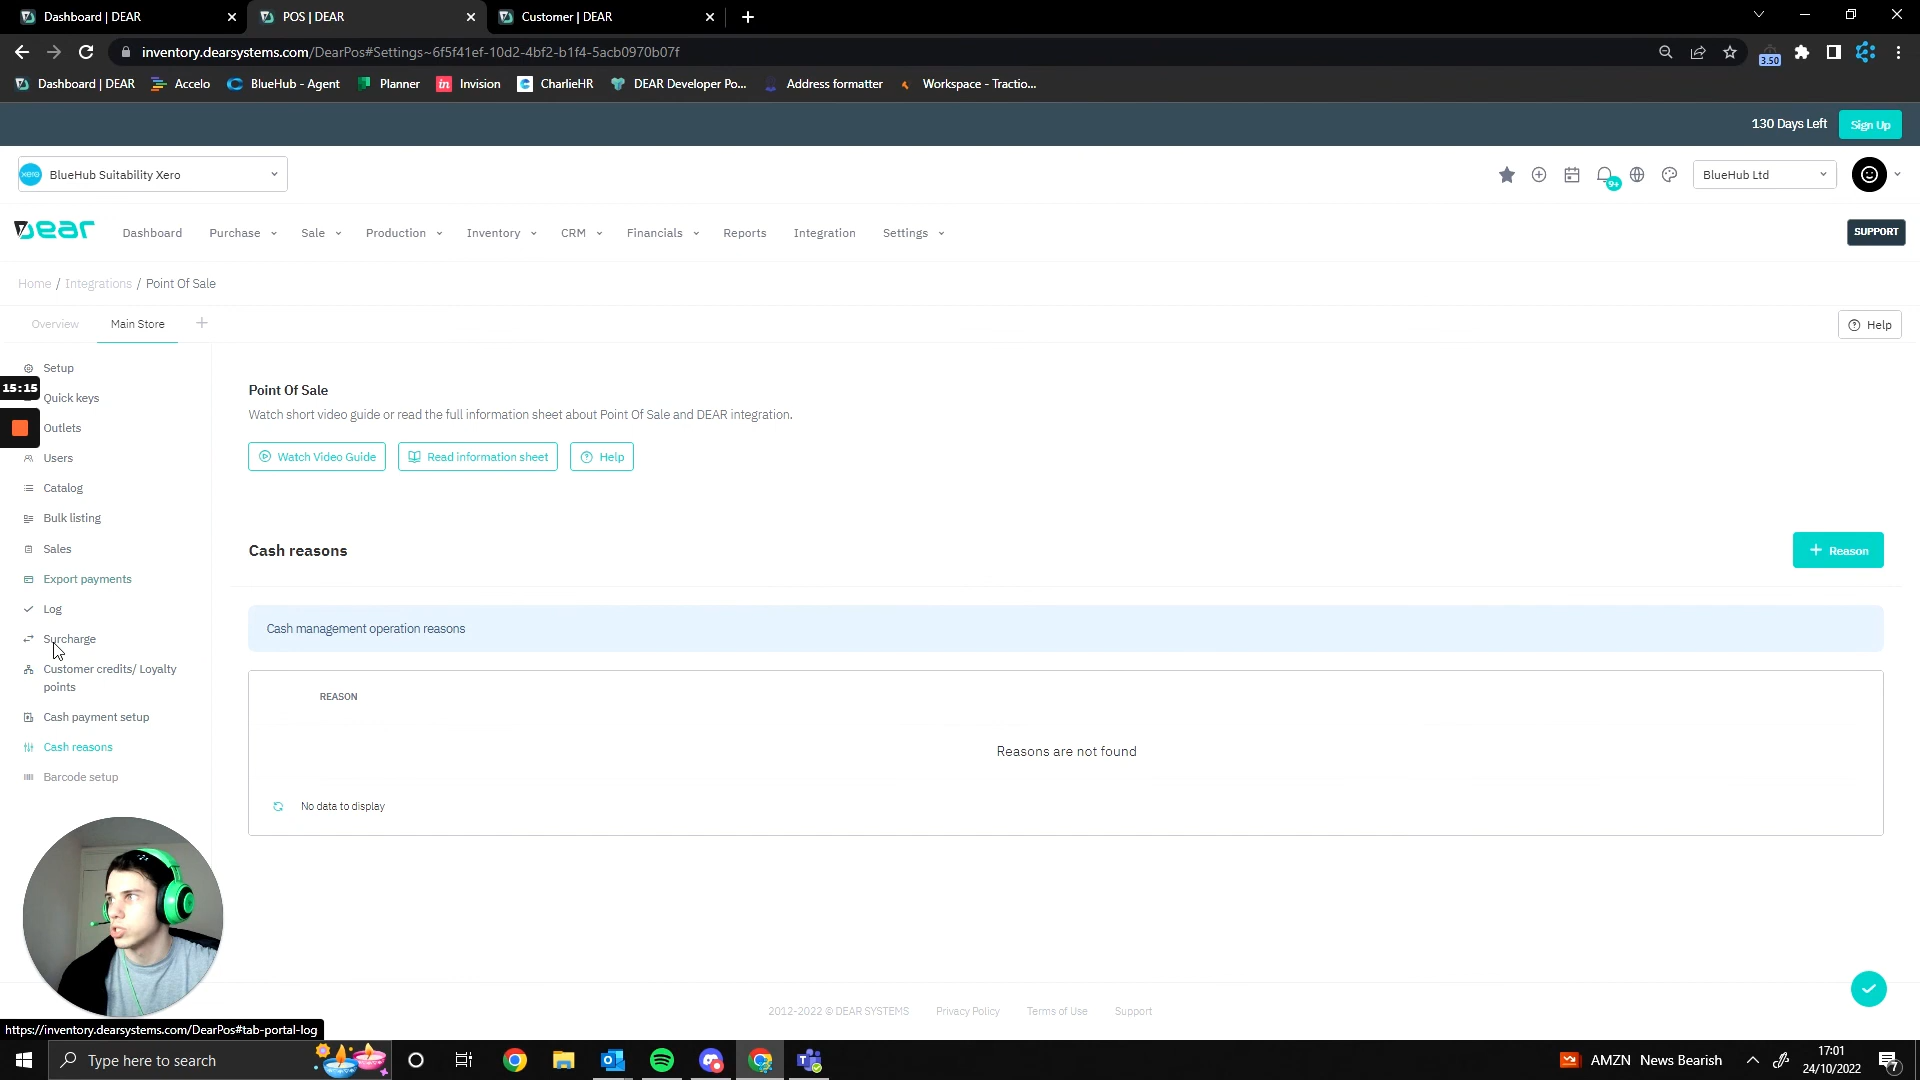 Dashboard | DEAR
POS | DEAR
Customer | DEAR
inventory.dearsystems.com/DearPos#Settings~6f5f41ef-10d2-4bf2-b1f4-5acb0970b07f
3.50
Dashboard | DEAR
Accelo
BlueHub - Agent
Planner
in
Invision
CharlieHR
DEAR Developer Po...
Address formatter
Workspace - Tractio...
130 Days Left
Sign Up
xero
BlueHub Suitability Xero
9+
BlueHub Ltd
Dear
Dashboard
Purchase
Sale
Production
Inventory
CRM
Financials
Reports
Integration
Settings
SUPPORT
Home / Integrations / Point Of Sale
Overview
Main Store
Help
Setup
15:15
Quick keys
Outlets
Users
Catalog
Bulk listing
Sales
Export payments
Log
Surcharge
Customer credits/ Loyalty
points
Cash payment setup
Cash reasons
Barcode setup
Point Of Sale
Watch short video guide or read the full information sheet about Point Of Sale and DEAR integration.
Watch Video Guide
Read information sheet
Help
Cash reasons
+ Reason
Cash management operation reasons
REASON
Reasons are not found
No data to display
2012-2022 © DEAR SYSTEMS
Privacy Policy
Terms of Use
Support
https://inventory.dearsystems.com/DearPos#tab-portal-log
Type here to search
AMZN
News Bearish
17:01
24/10/2022
7